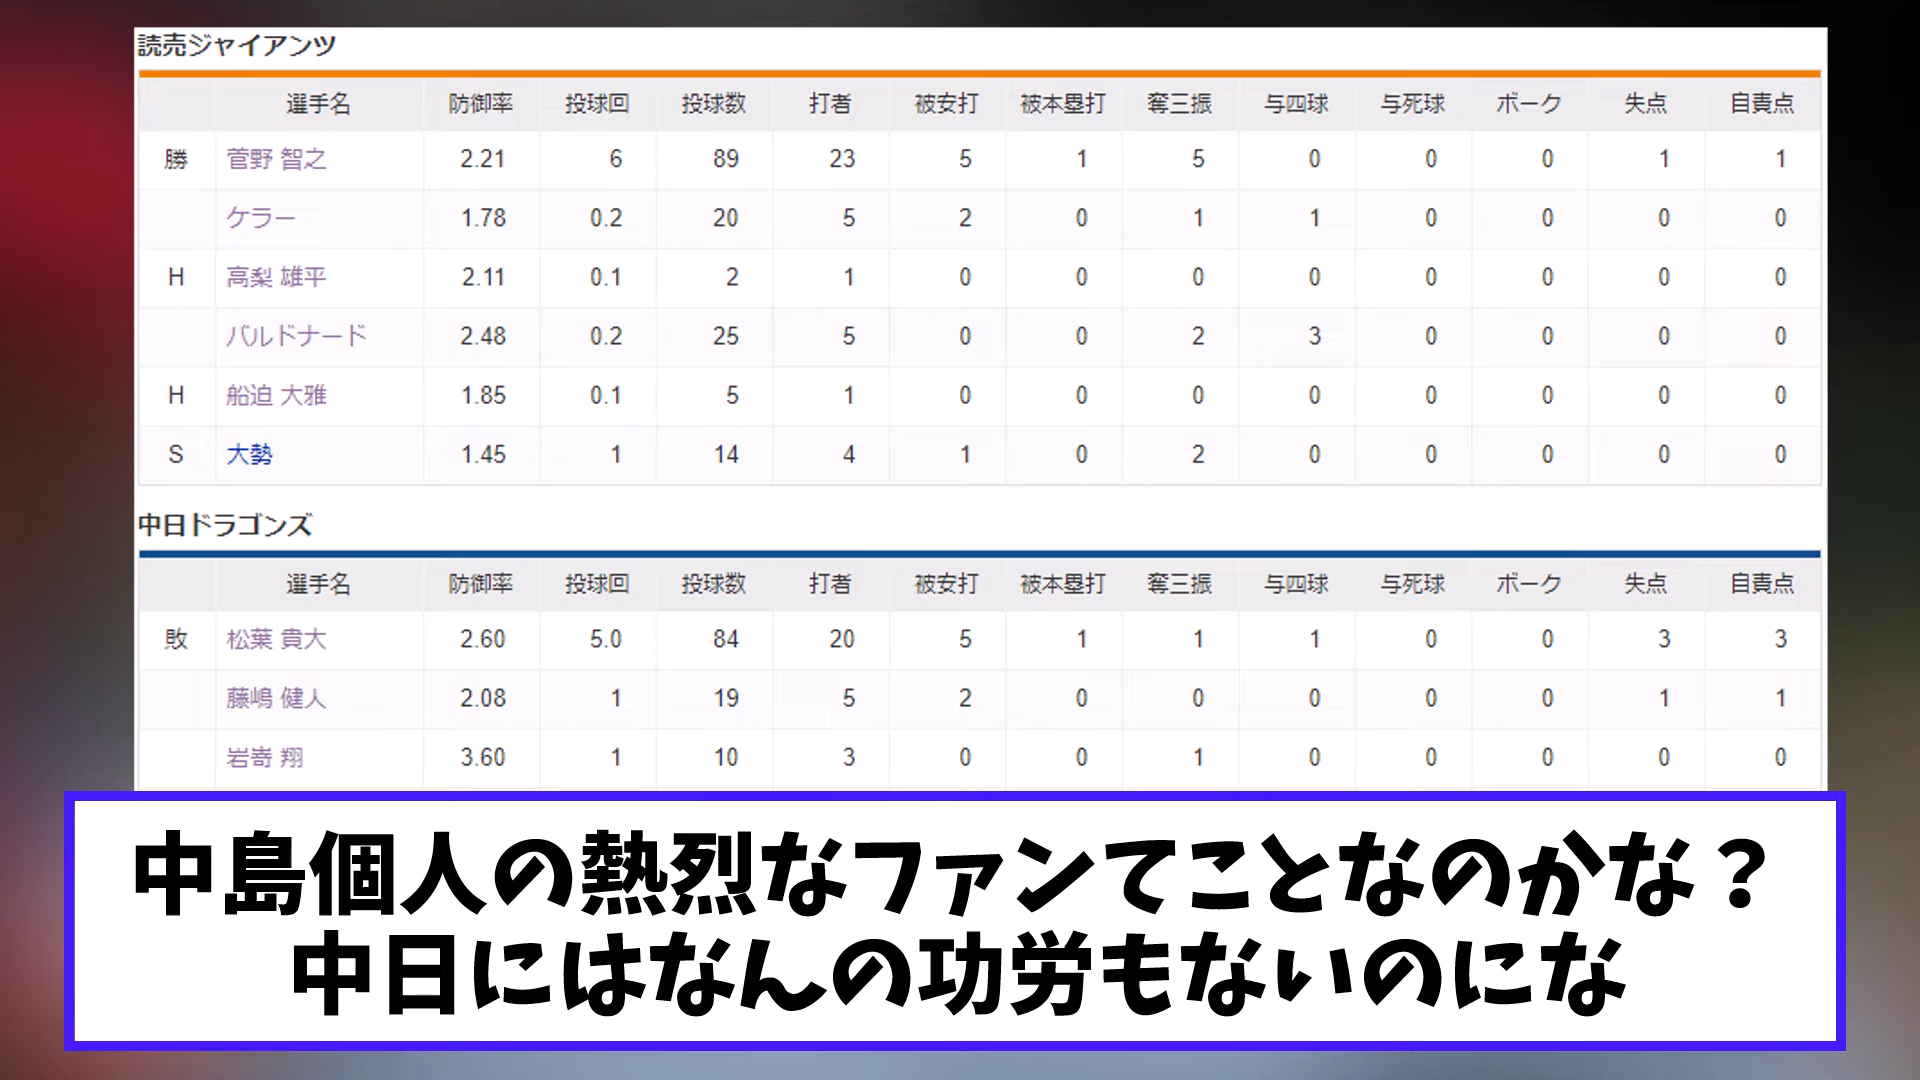 読売ジャイアンツ
選手名 防御率 投球回 投球数 打者 被安打 被本塁打 奪三振 与四球 与死球 ボーク 失点 自責点
勝 菅野 智之 2.21 6 89 23 5 1 5 0 0 0 1 1
ケラー 1.78 0.2 20 5 2 0 1 1 0 0 0 0
H 高梨 雄平 2.11 0.1 2 1 0 0 0 0 0 0 0 0
バルドナード 2.48 0.2 25 5 0 0 2 3 0 0 0 0
H 船迫 大雅 1.85 0.1 5 1 0 0 0 0 0 0 0 0
S 大勢 1.45 1 14 4 1 0 2 0 0 0 0 0
中日ドラゴンズ
選手名 防御率 投球回 投球数 打者 被安打 被本塁打 奪三振 与四球 与死球 ボーク 失点 自責点
敗 松葉 貴大 2.60 5.0 84 20 5 1 1 1 0 0 3 3
藤嶋 健人 2.08 1 19 5 2 0 0 0 0 0 1 1
岩嵜 翔 3.60 1 10 3 0 0 1 0 0 0 0 0
中島個人の熱烈なファンてことなのかな？
中日にはなんの功労もないのにな